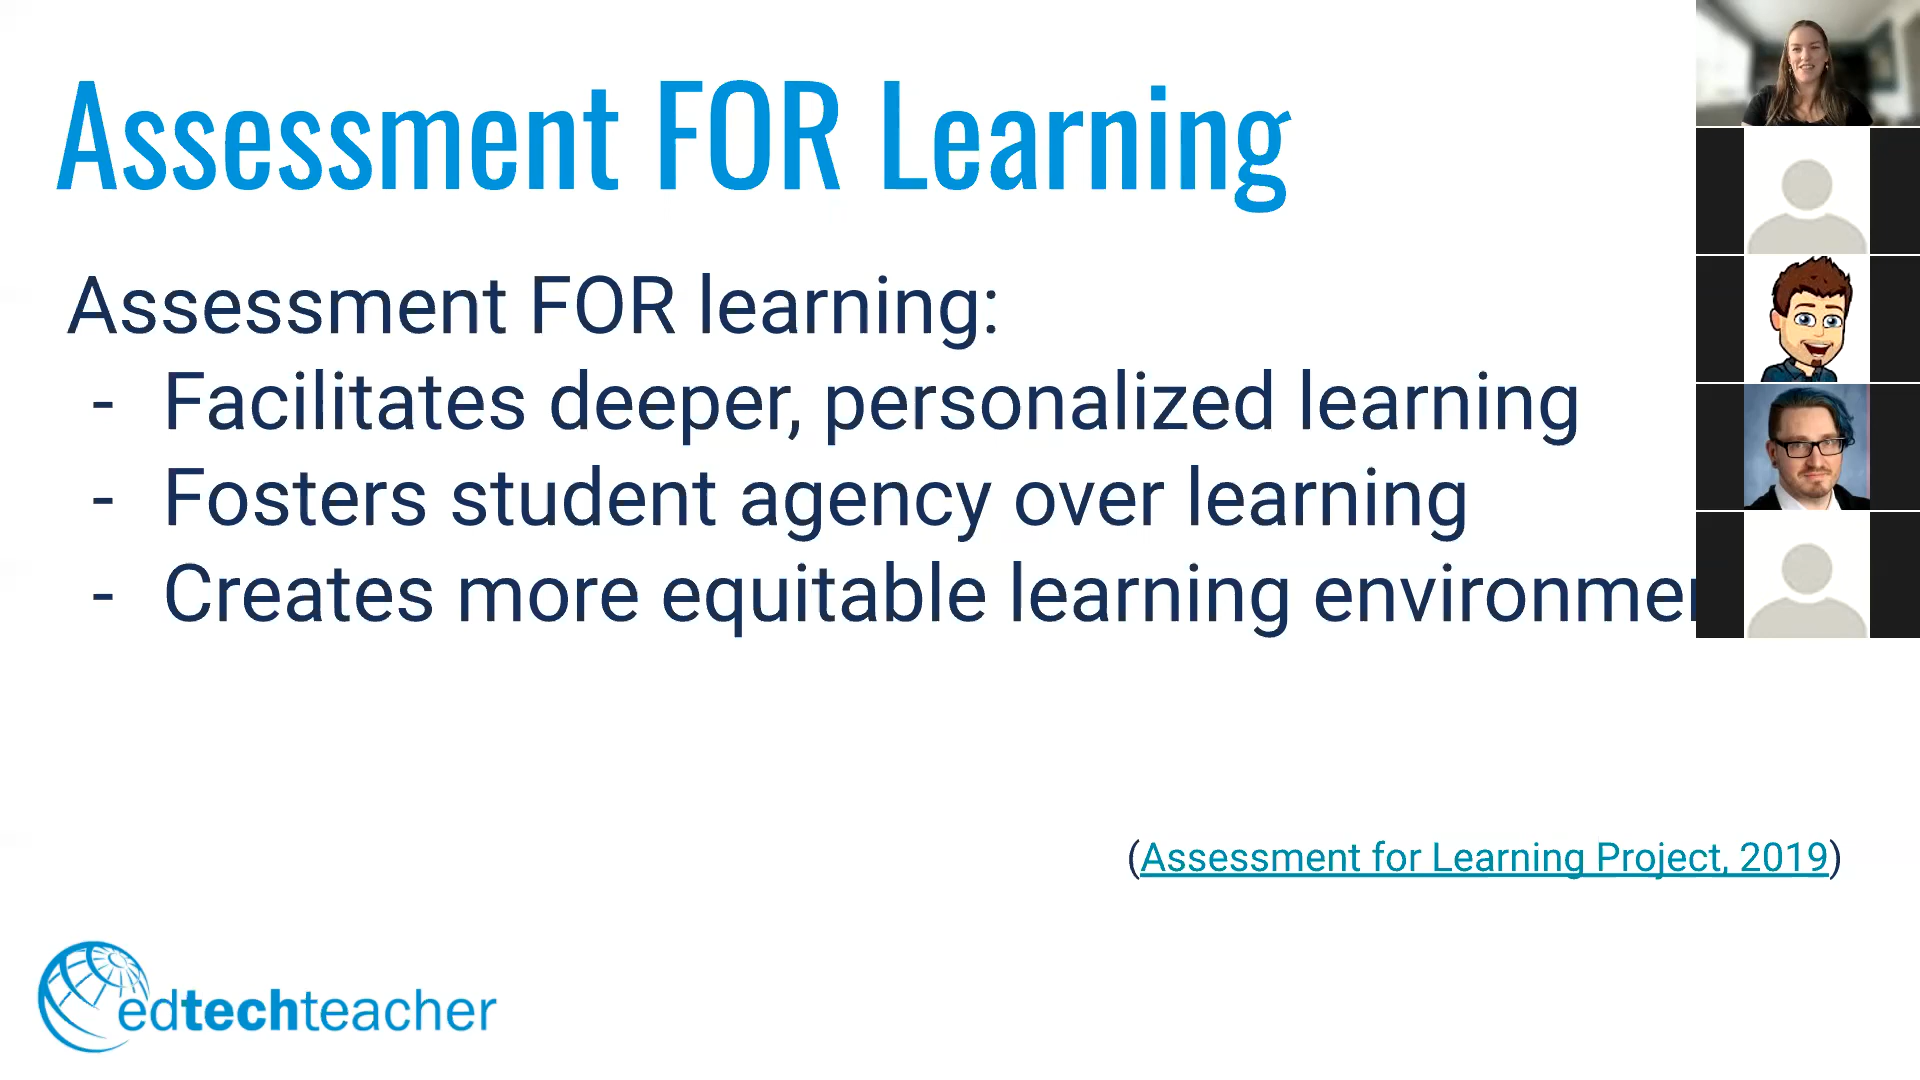 Assessment FOR Learning
Assessment FOR learning:
- Facilitates deeper, personalized learning
- Fosters student agency over learning
- Creates more equitable learning
(Assessment for Learning Project, 2019)
edtechteacher